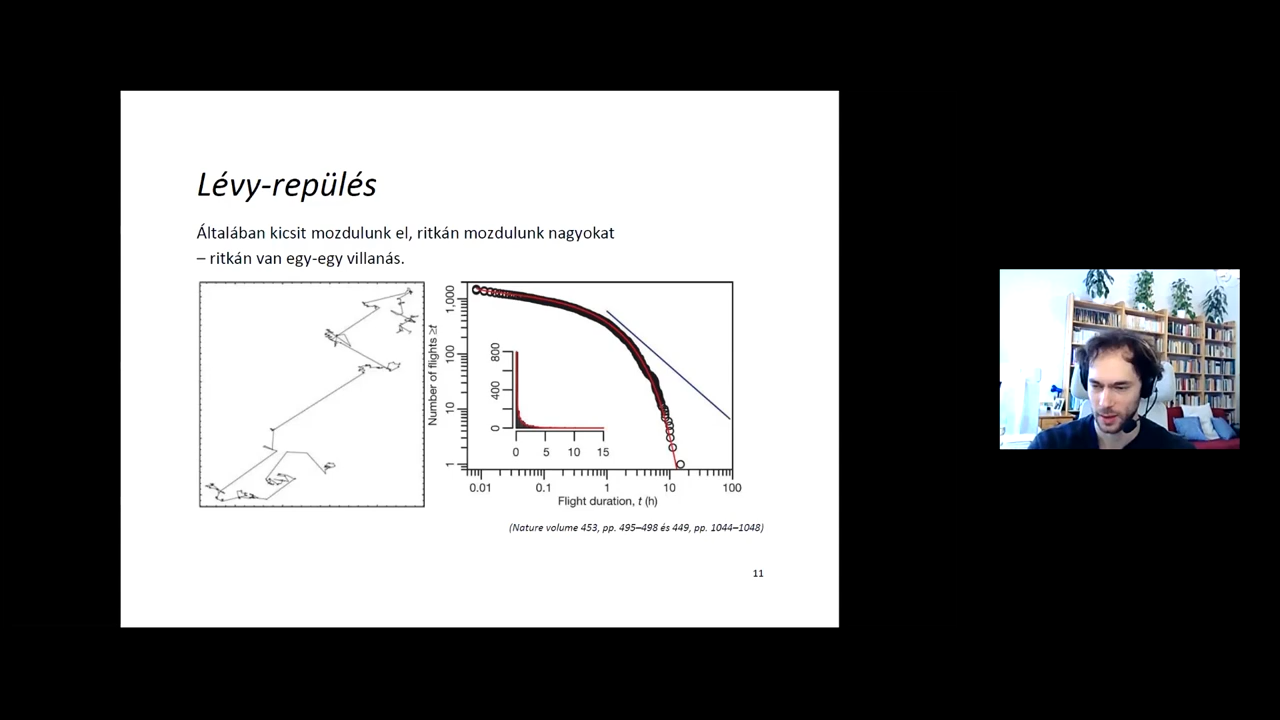 Lévy-repülés
Általában kicsit mozdulunk el, ritkán mozdulunk nagyokat
– ritkán van egy-egy villanás.
Number of flights ≥t
1,000
100
10
1
800
400
0
0 5 10 15
0.01 0.1 1 10 100
Flight duration, t (h)
(Nature volume 453, pp. 495–498 és 449, pp. 1044–1048)
11